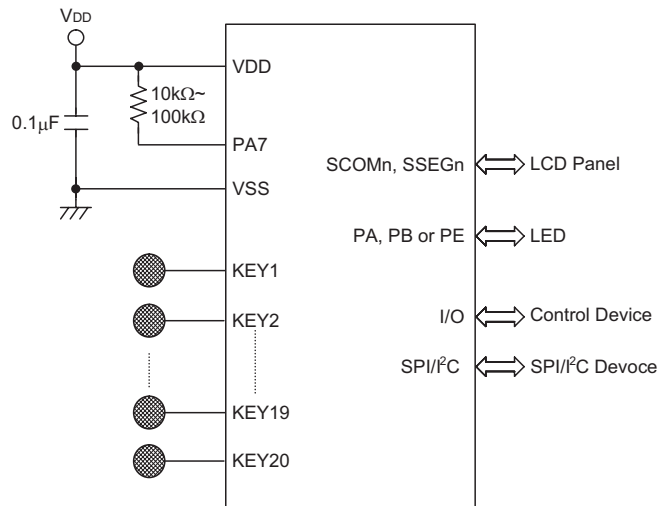 VDD
VDD
10kΩ~
100kΩ
0.1μF
PA7
VSS
KEY1
KEY2
KEY19
KEY20
SCOMn, SSEGn
LCD Panel
PA, PB or PE
LED
I/O
Control Device
SPI/I²C
SPI/I²C Devoce